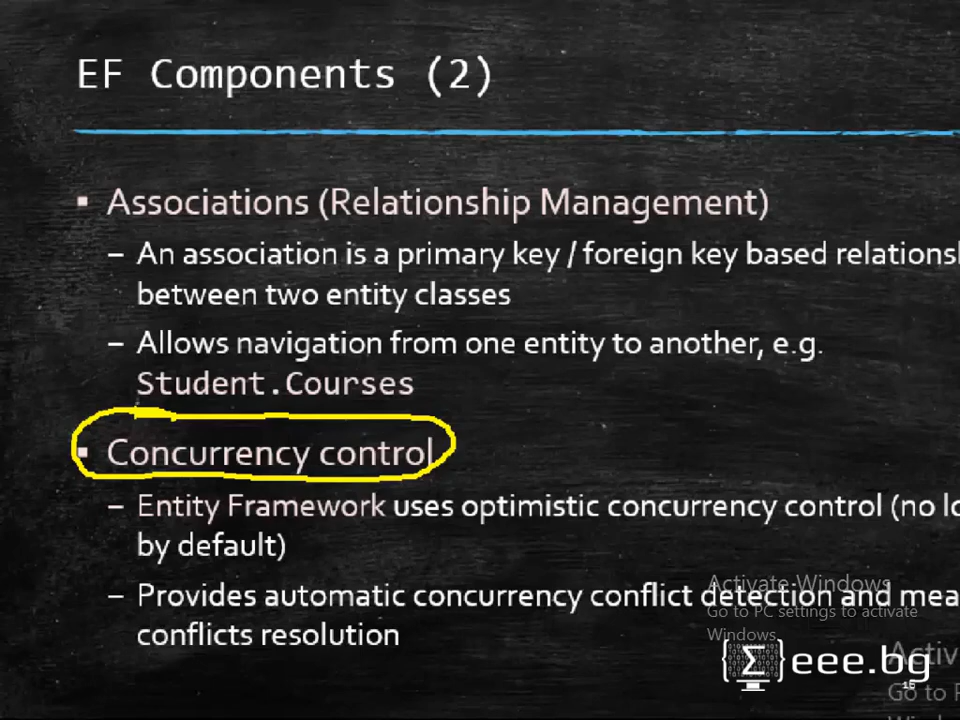 EF Components (2)
▪ Associations (Relationship Management)
– An association is a primary key / foreign key based
between two entity classes
– Allows navigation from one entity to another, e.g.
Student.Courses
▪ Concurrency control
– Entity Framework uses optimistic concurrency control (no
by default)
– Provides automatic concurrency conflict detection and
conflicts resolution
Activate Windows
Go to PC settings to activate
Windows.
eee.bg
Go to